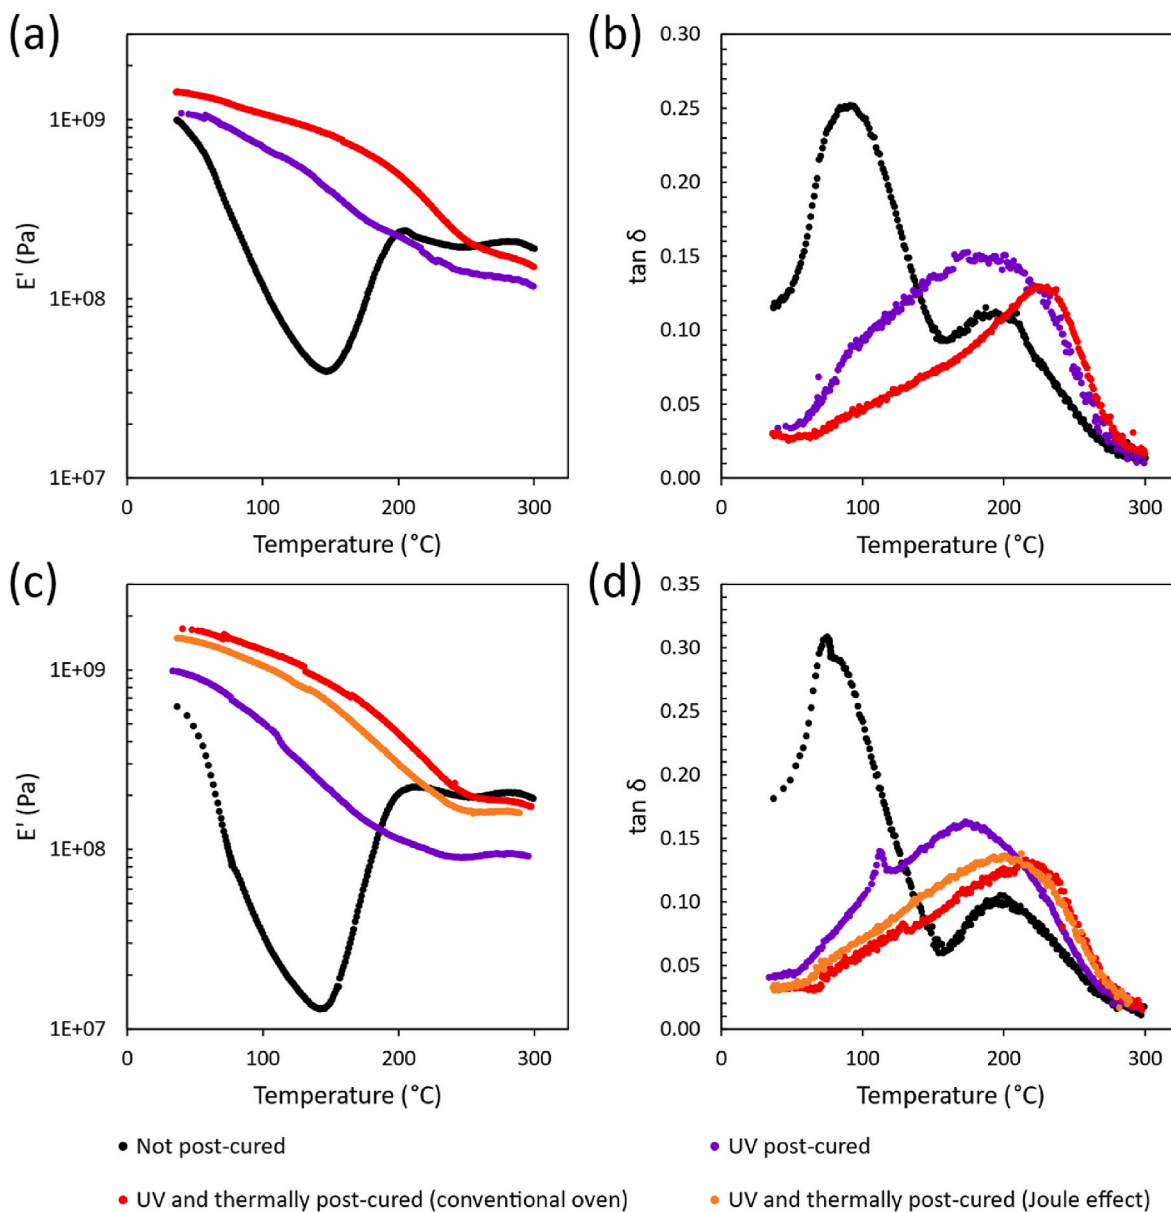 (a)
(b)
1E+09
1E+08
1E+07
E' (Pa)
0
100
200
300
Temperature (°C)
0.30
0.25
0.20
0.15
0.10
0.05
0.00
tan δ
0
100
200
300
Temperature (°C)
(c)
(d)
1E+09
1E+08
1E+07
E' (Pa)
0
100
200
300
Temperature (°C)
0.35
0.30
0.25
0.20
0.15
0.10
0.05
0.00
tan δ
0
100
200
300
Temperature (°C)
Not post-cured
UV post-cured
UV and thermally post-cured (conventional oven)
UV and thermally post-cured (Joule effect)